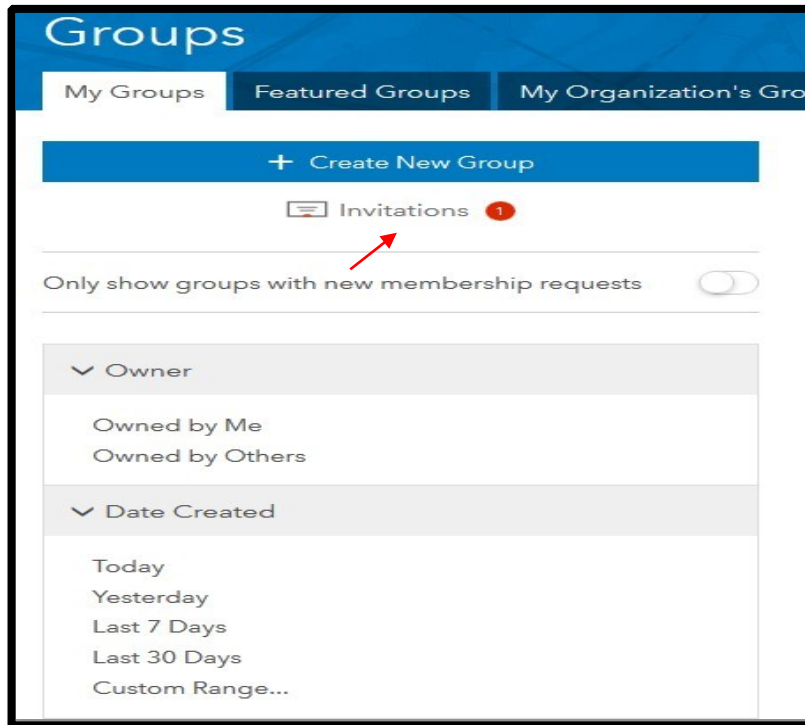 Groups
My Groups Featured Groups My Organization's Gro
+ Create New Group
Invitations 1
Only show groups with new membership requests
Owner
Owned by Me
Owned by Others
Date Created
Today
Yesterday
Last 7 Days
Last 30 Days
Custom Range...